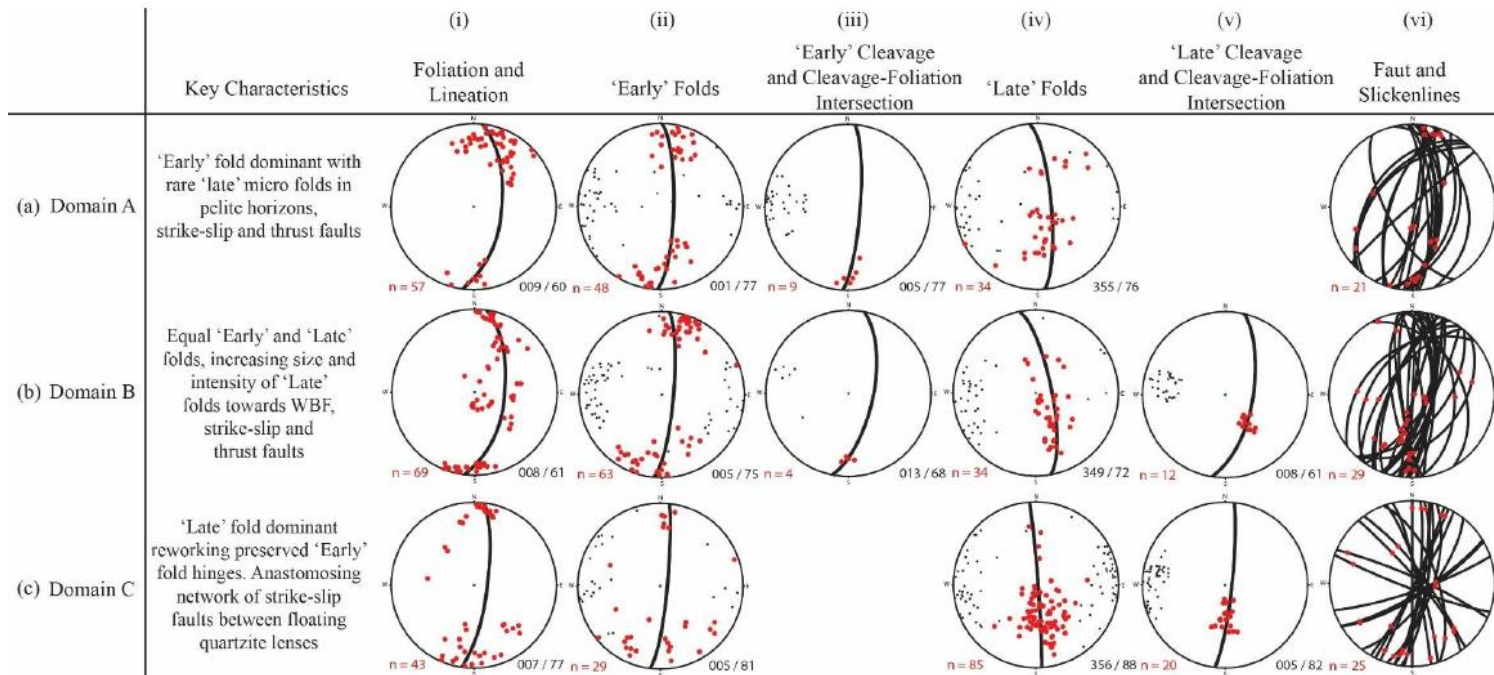 (i)
(ii)
(iii)
(iv)
(v)
(vi)
Key Characteristics
Foliation and
Lineation
'Early' Folds
'Early' Cleavage
and Cleavage-Foliation
Intersection
'Late' Folds
'Late' Cleavage
and Cleavage-Foliation
Intersection
Faut and
Slickenlines
(a) Domain A
'Early' fold dominant with
rare 'late' micro folds in
pelite horizons,
strike-slip and thrust faults
N
W
E
S
n = 57
009 / 60
N
W
E
S
n = 48
001 / 77
N
W
E
S
n = 9
005 / 77
N
W
E
S
n = 34
355 / 76
N
W
E
S
n = 21
(b) Domain B
Equal 'Early' and 'Late'
folds, increasing size and
intensity of 'Late'
folds towards WBF,
strike-slip and
thrust faults
N
W
E
S
n = 69
008 / 61
N
W
E
S
n = 63
005 / 75
N
W
E
S
n = 4
013 / 68
N
W
E
S
n = 34
349 / 72
N
W
E
S
n = 12
008 / 61
N
W
E
S
n = 29
(c) Domain C
'Late' fold dominant
reworking preserved 'Early'
fold hinges. Anastomosing
network of strike-slip
faults between floating
quartzite lenses
N
W
E
S
n = 43
007 / 77
N
W
E
S
n = 29
005 / 81
N
W
E
S
n = 85
356 / 88
N
W
E
S
n = 20
005 / 82
N
W
E
S
n = 25